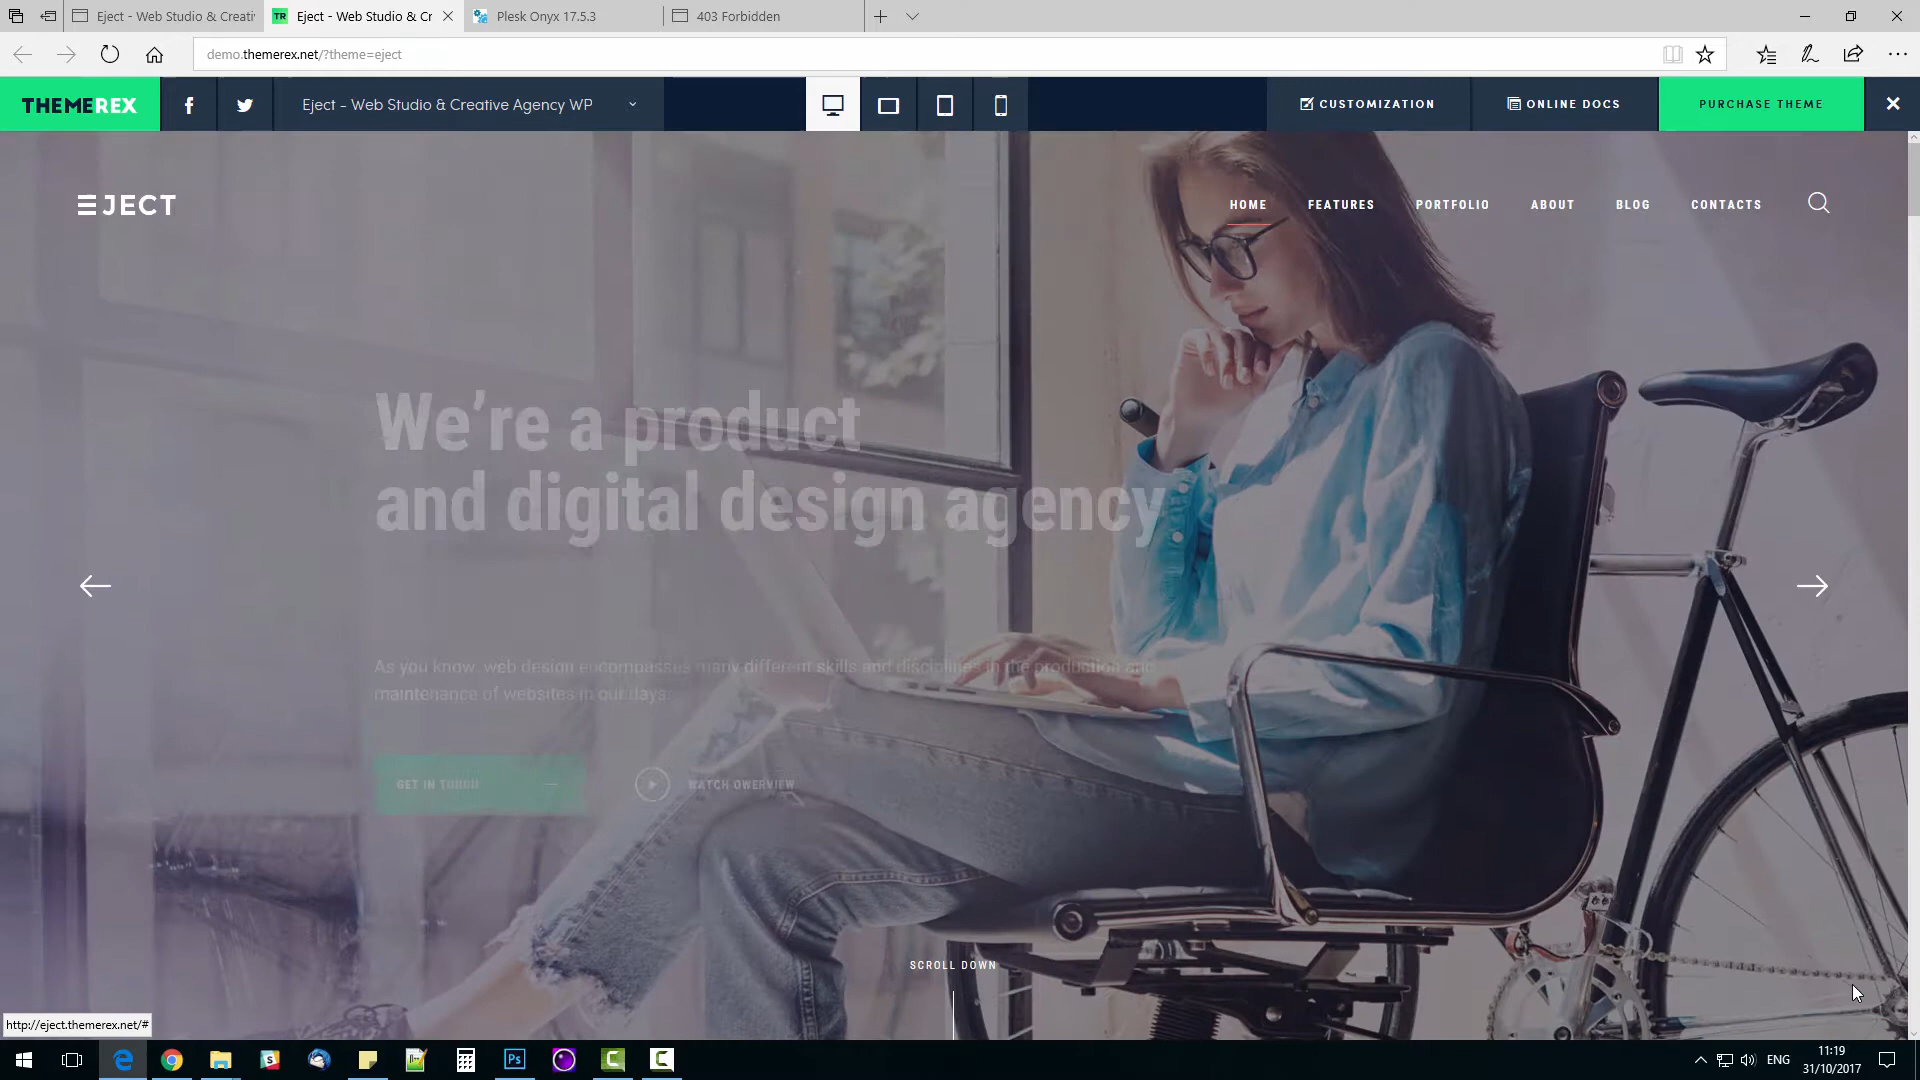 Eject - Web Studio & Creati
TR
Eject - Web Studio & Cr
Plesk Onyx 17.5.3
403 Forbidden
demo.themerex.net/?theme=eject
THEMEREX
Eject - Web Studio & Creative Agency WP
CUSTOMIZATION
ONLINE DOCS
PURCHASE THEME
EJECT
HOME
FEATURES
PORTFOLIO
ABOUT
BLOG
CONTACTS
We're a product
and digital design agency
As you know, web design encompasses many different skills and disciplines in the production and
maintenance of websites in our days.
GET IN TOUCH
WATCH OWERVIEW
SCROLL DOWN
http://eject.themerex.net/#
Ps
ENG
11:19
31/10/2017